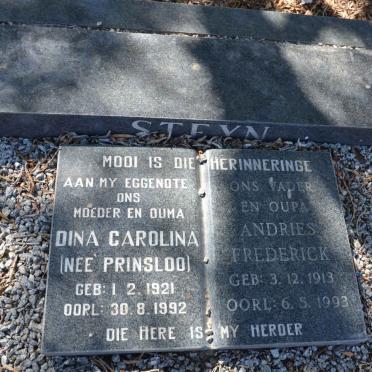 STEYN
MOOI IS DIE HERINNERINGE
AAN MY EGGENOTE
ONS
MOEDER EN OUMA
DINA CAROLINA
(NEE PRINSLOO)
GEB: 1. 2. 1921
OORL: 30. 8. 1992
ONS VADER
EN OUPA
ANDRIES
FREDERICK
GEB: 3. 12. 1913
OORL: 6. 5. 1993
DIE HERE IS MY HERDER